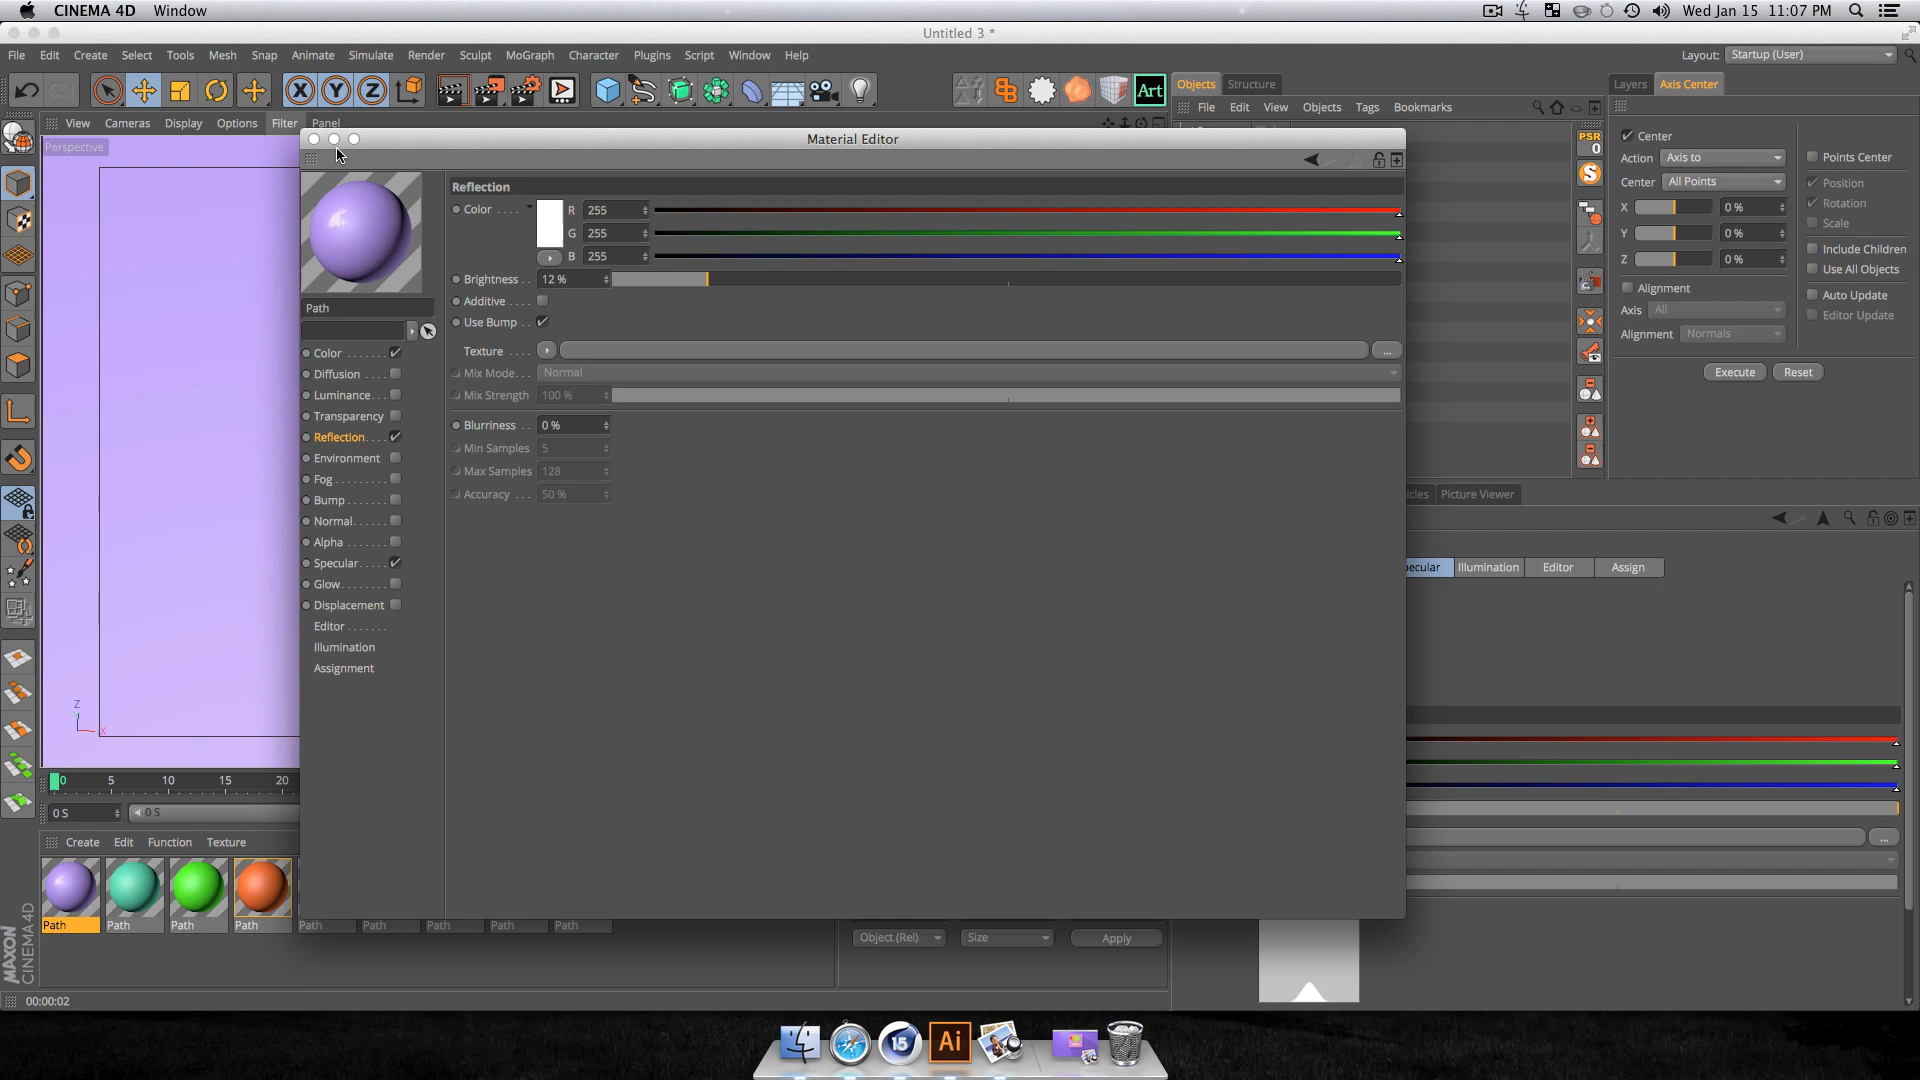 CINEMA 4D Window
Wed Jan 15 11:07 PM
Untitled 3 *
File Edit Create Select Tools Snap Animate Simulate Render Sculpt MoGraph Character Plugins Script Window Help
Mesh
Layout: Startup (User)
X Y Z
Art
Objects Structure
Layers Axis Center
File Edit View Objects Tags Bookmarks
View Cameras Display Options Filter Panel
Perspective
Material Editor
PSR
0
S
Center
Action Axis to
Center All Points
X 0 %
Y 0 %
Z 0 %
Points Center
Position
Rotation
Scale
Include Children
Use All Objects
Alignment
Axis All
Alignment Normals
Auto Update
Editor Update
Execute Reset
Path
Color
Diffusion
Luminance
Transparency
Reflection
Environment
Fog
Bump
Normal
Alpha
Specular
Glow
Displacement
Editor
Illumination
Assignment
Reflection
Color R 255
G 255
B 255
Brightness 12 %
Additive
Use Bump
Texture ...
Mix Mode Normal
Mix Strength 100 %
Blurriness 0 %
Min Samples 5
Max Samples 128
Accuracy 50 %
icles Picture Viewer
pecular Illumination Editor Assign
...
Z
X
0 5 10 15 20
0 S 0 S
Create Edit Function Texture
Path Path Path Path Path Path Path Path Path
Object (Rel) Size Apply
MAXON
CINEMA 4D
00:00:02
15
Ai